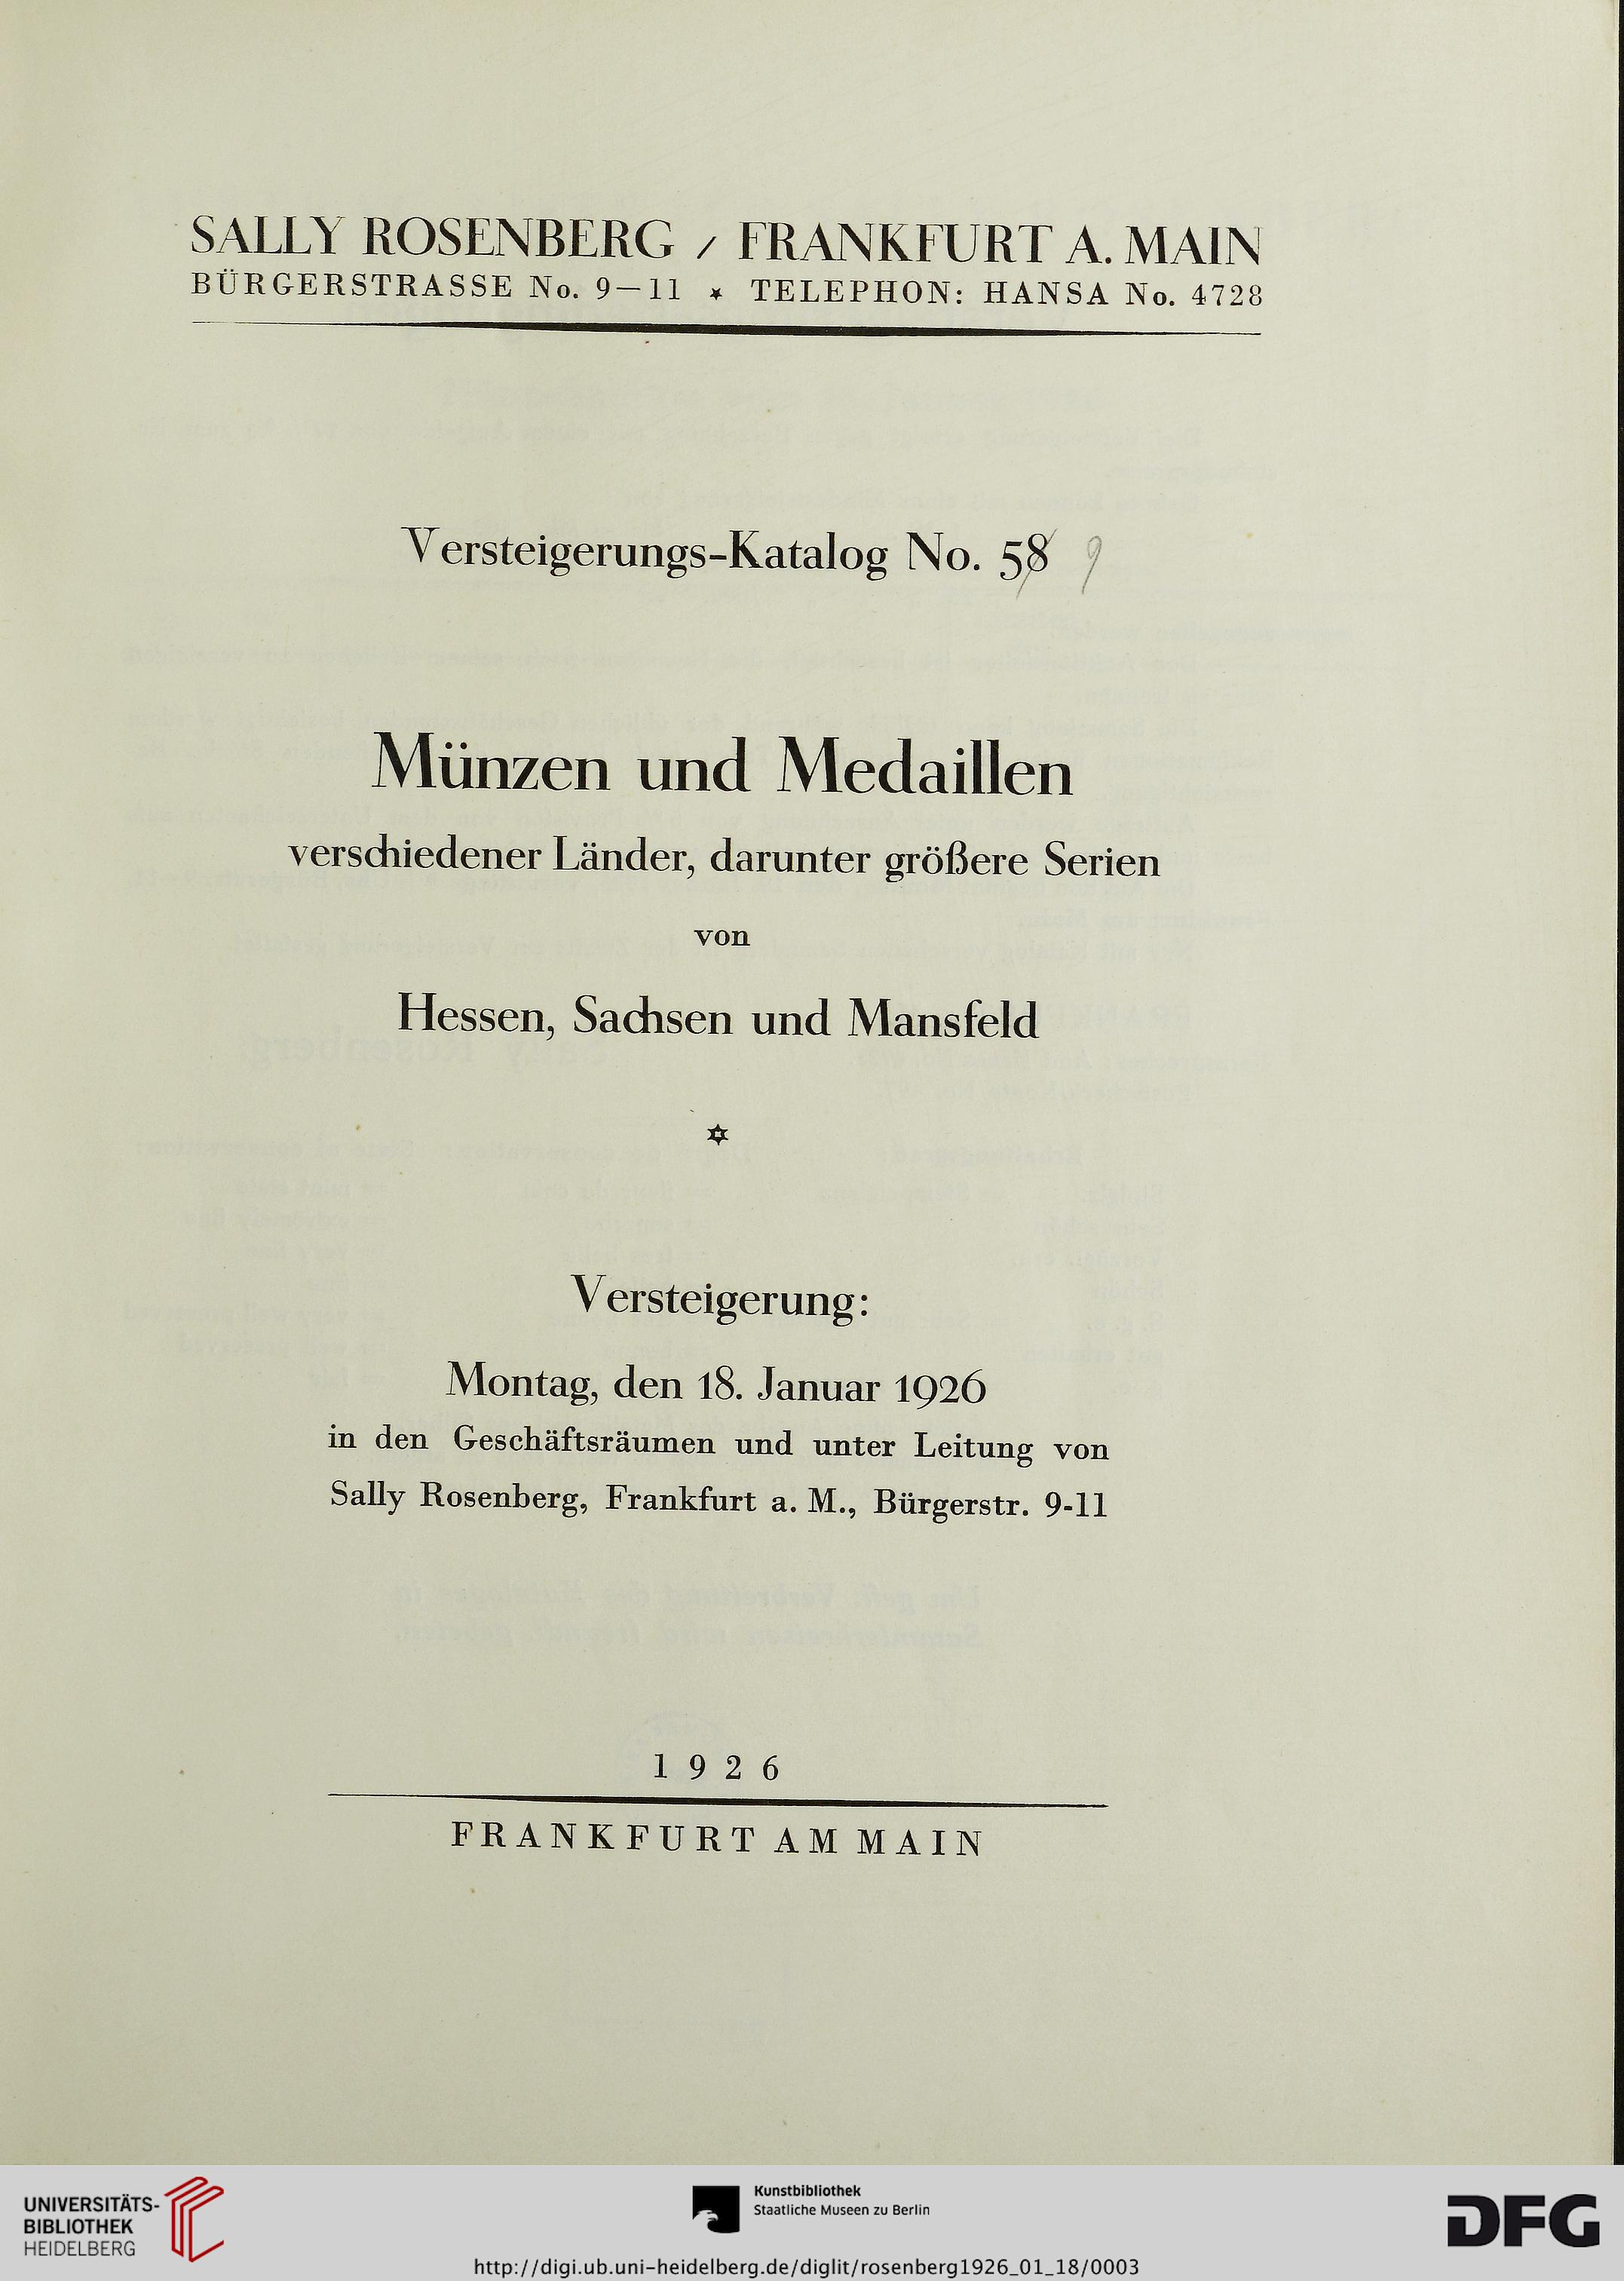 SALLY ROSENBERG / FRANKFURT A. MAIN
BÜRGERSTRASSE No. 9—11 ★ TELEPHON: HANSA No. 4728
Versteigerungs-Katalog No. 58 9
Münzen und Medaillen
verschiedener Länder, darunter größere Serien
von
Hessen, Sachsen und Mansfeld
Versteigerung:
Montag, den 18. Januar 1926
in den Geschäftsräumen und unter Leitung von
Sally Rosenberg, Frankfurt a. M., Bürgerstr. 9-11
1926
FRANKFURT AM MAIN
UNIVERSITÄTS-
BIBLIOTHEK
HEIDELBERG
Kunstbibliothek
Staatliche Museen zu Berlin
DFG
http://digi.ub.uni-heidelberg.de/diglit/rosenberg1926_01_18/0003